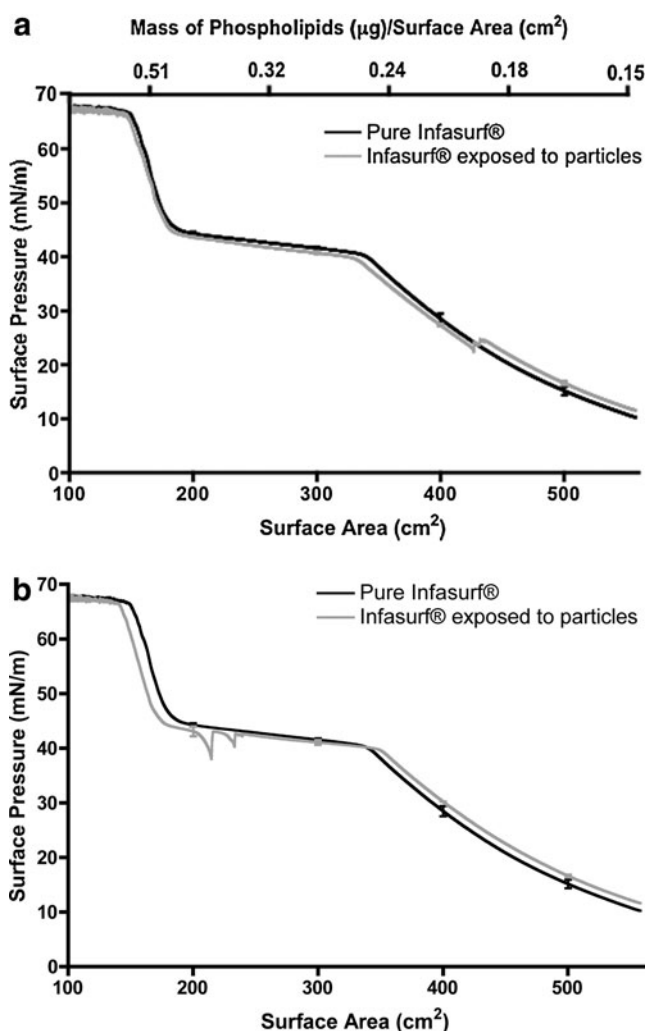 a
Mass of Phospholipids (μg)/Surface Area (cm²)
0.51 0.32 0.24 0.18 0.15
70
60
50
40
30
20
10
0
Surface Pressure (mN/m)
Pure Infasurf®
Infasurf® exposed to particles
100 200 300 400 500
Surface Area (cm²)
b
70
60
50
40
30
20
10
0
Surface Pressure (mN/m)
Pure Infasurf®
Infasurf® exposed to particles
100 200 300 400 500
Surface Area (cm²)